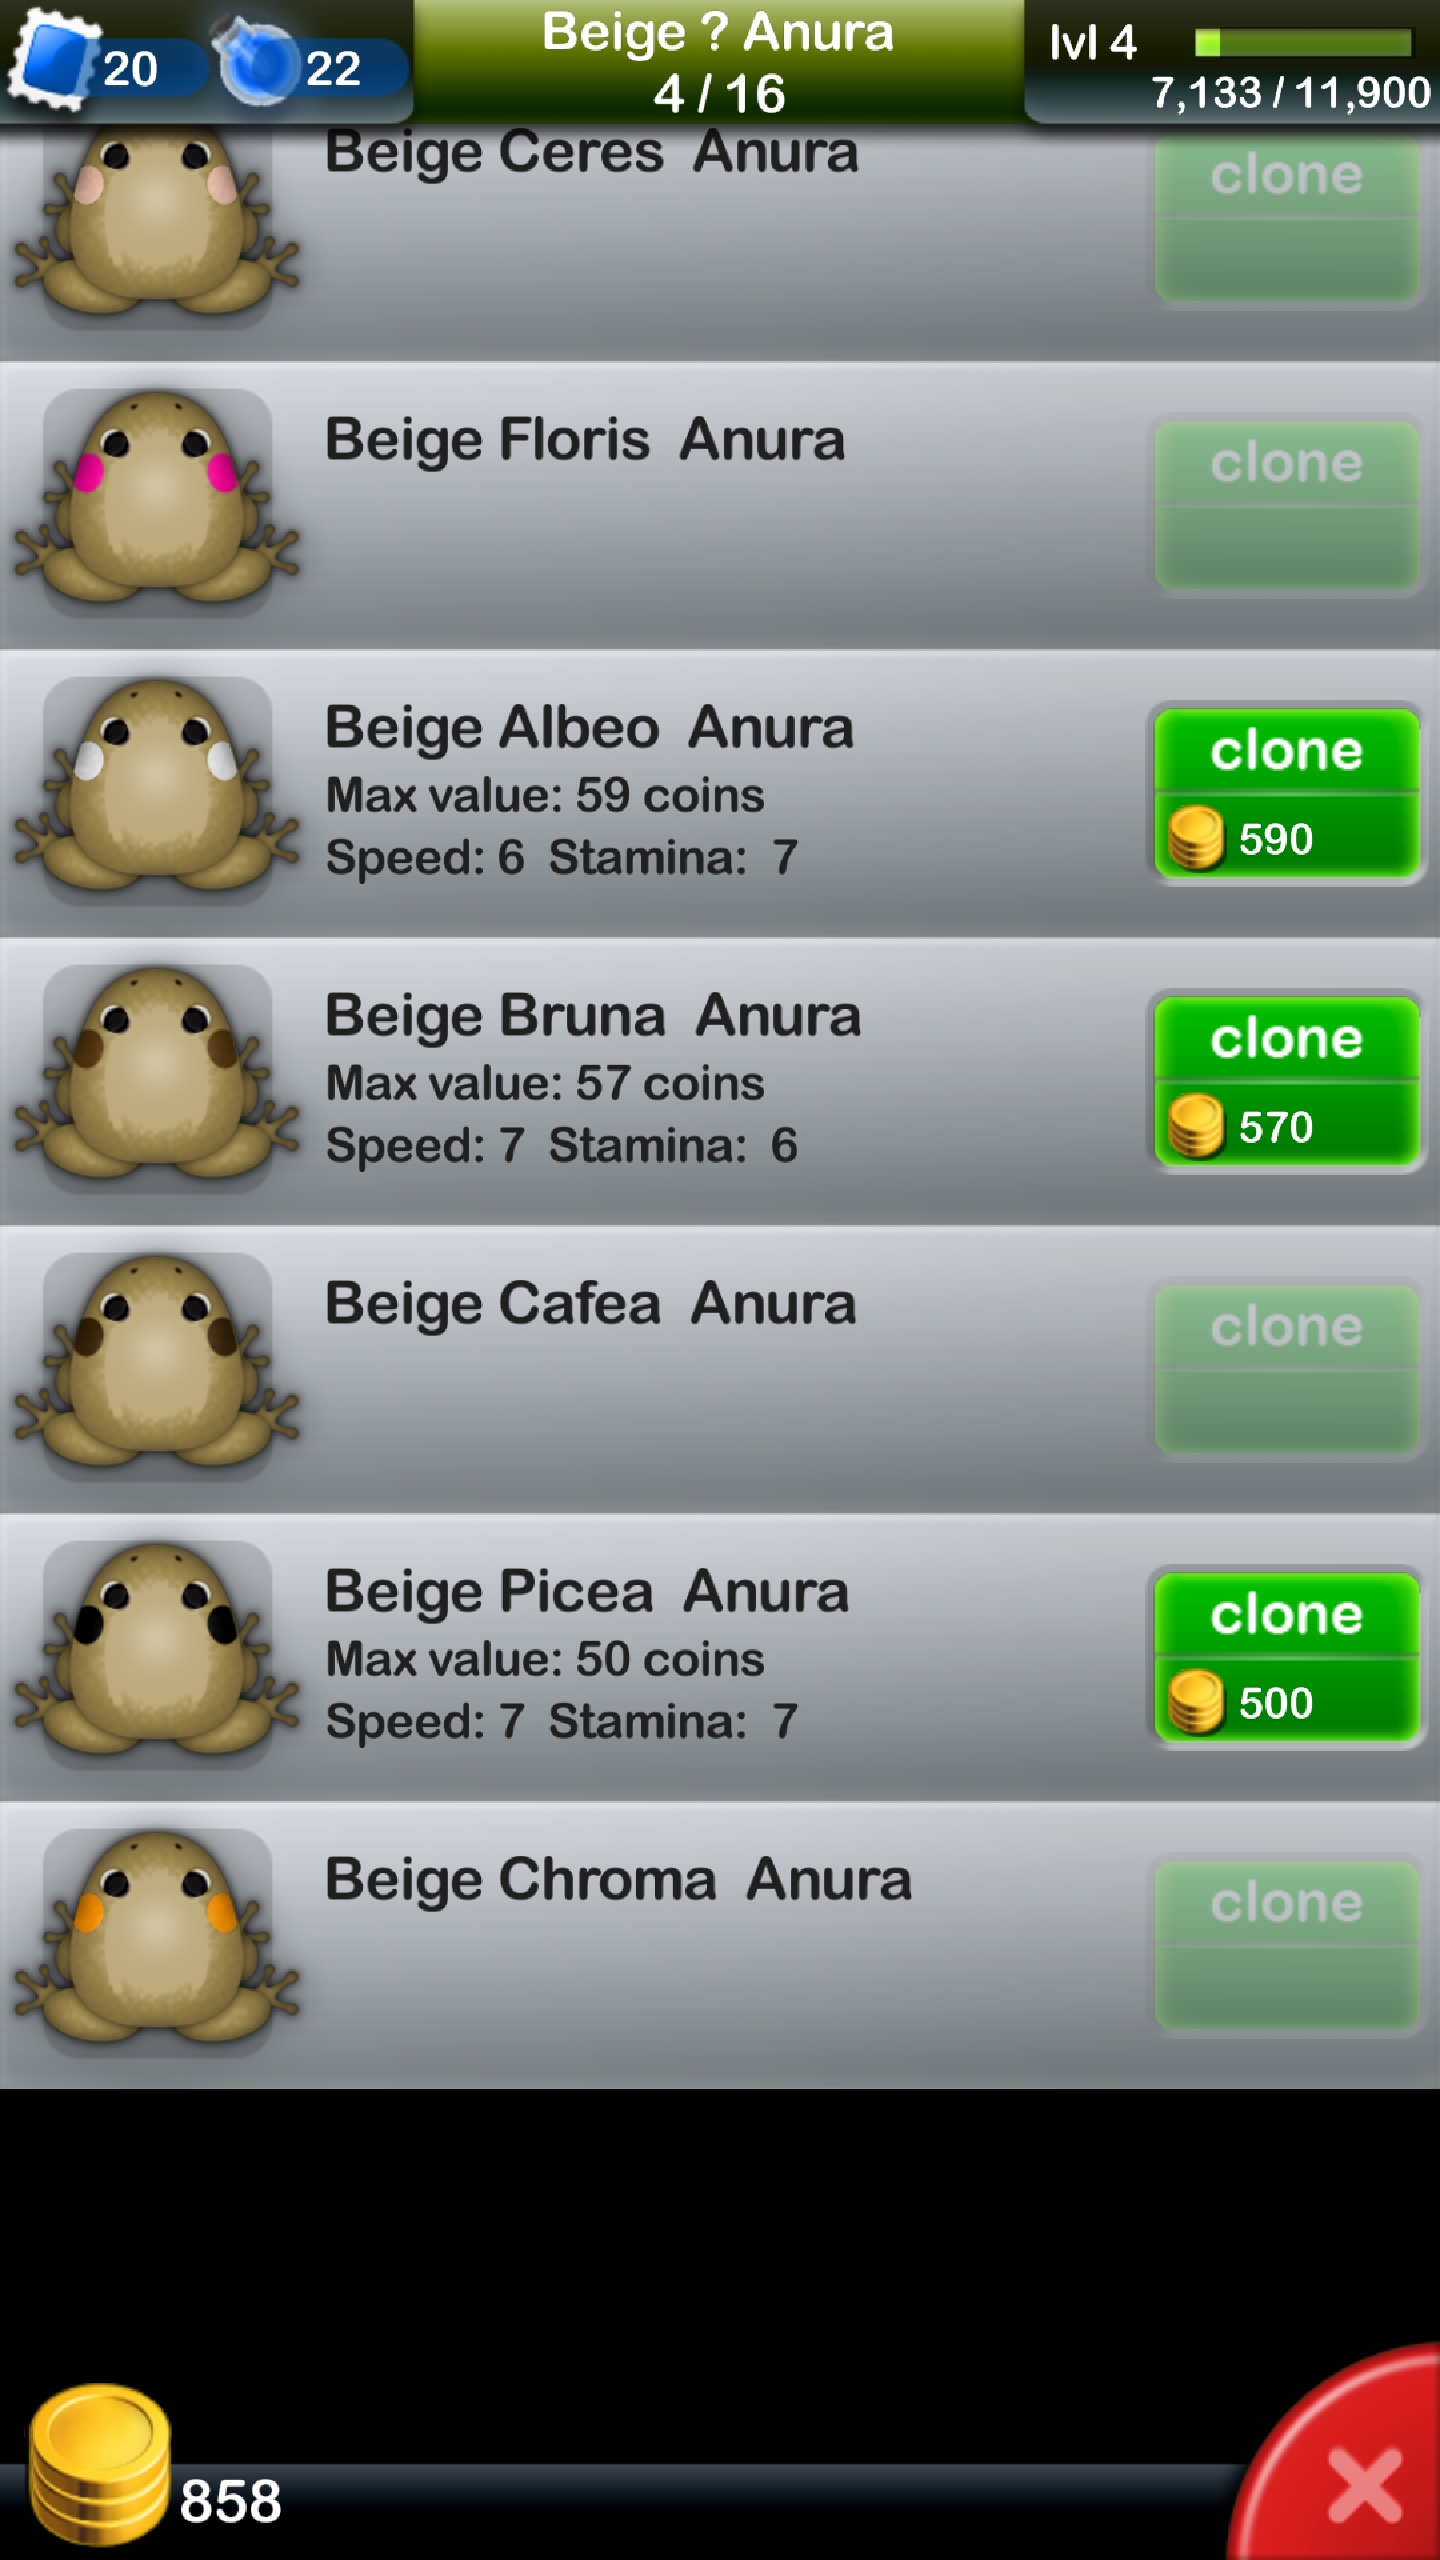 20
22
Beige ? Anura
4 / 16
lvl 4
7,133 / 11,900
Beige Ceres Anura
clone
Beige Floris Anura
clone
Beige Albeo Anura
Max value: 59 coins
Speed: 6 Stamina: 7
clone
590
Beige Bruna Anura
Max value: 57 coins
Speed: 7 Stamina: 6
clone
570
Beige Cafea Anura
clone
Beige Picea Anura
Max value: 50 coins
Speed: 7 Stamina: 7
clone
500
Beige Chroma Anura
clone
858